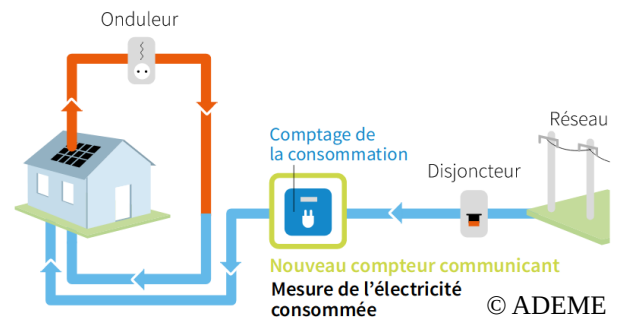 Onduleur
Réseau
Comptage de
la consommation
Disjoncteur
Nouveau compteur communicant
Mesure de l’électricité
consommée
© ADEME